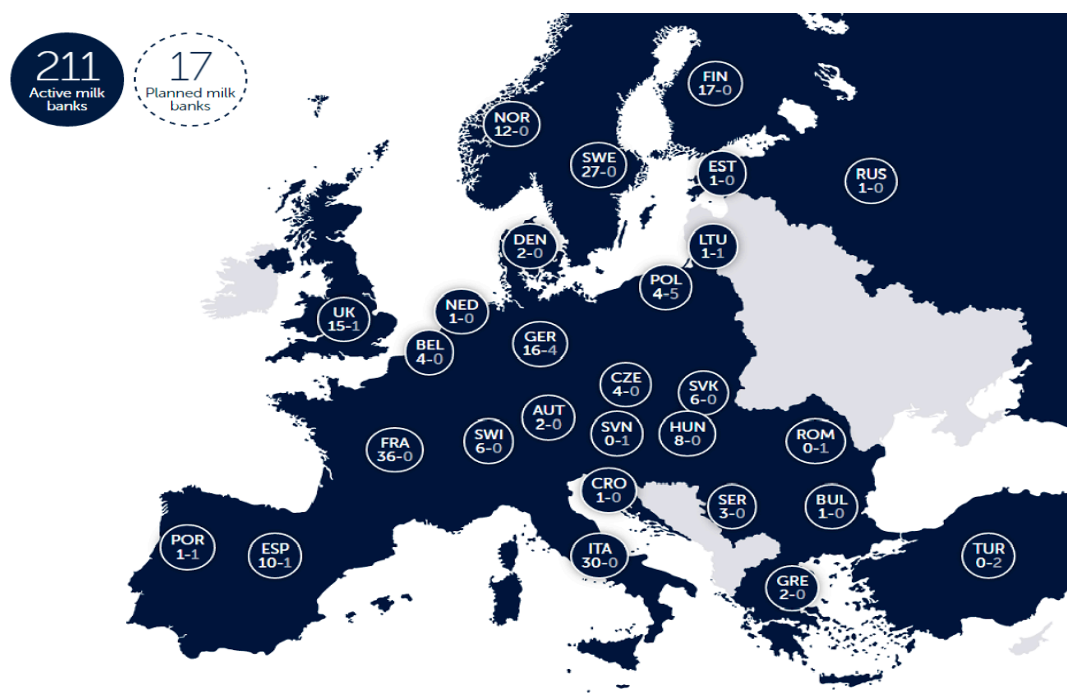 211
Active milk
banks
17
Planned milk
banks
FIN
17-0
NOR
12-0
SWE
27-0
EST
1-0
RUS
1-0
DEN
2-0
LTU
1-1
POL
4-5
NED
1-0
UK
15-1
BEL
4-0
GER
16-4
CZE
4-0
SVK
6-0
AUT
2-0
SVN
0-1
HUN
8-0
ROM
0-1
FRA
36-0
SWI
6-0
CRO
1-0
SER
3-0
BUL
1-0
POR
1-1
ESP
10-1
ITA
30-0
TUR
0-2
GRE
2-0